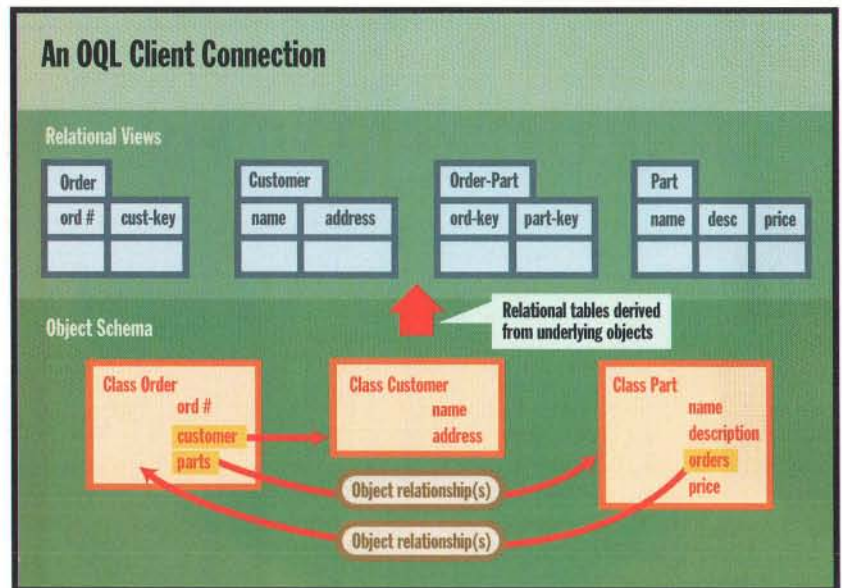 An OQL Client Connection
Relational Views
Order
ord #
cust-key
Customer
name
address
Order-Part
ord-key
part-key
Part
name
desc
price
Relational tables derived
from underlying objects
Object Schema
Class Order
ord #
customer
parts
Class Customer
name
address
Class Part
name
description
orders
price
Object relationship(s)
Object relationship(s)